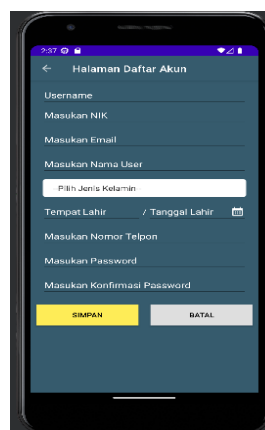 2:37
Halaman Daftar Akun
Username
Masukan NIK
Masukan Email
Masukan Nama User
-Pilih Jenis Kelamin-
Tempat Lahir / Tanggal Lahir
Masukan Nomor Telpon
Masukan Password
Masukan Konfirmasi Password
SIMPAN BATAL